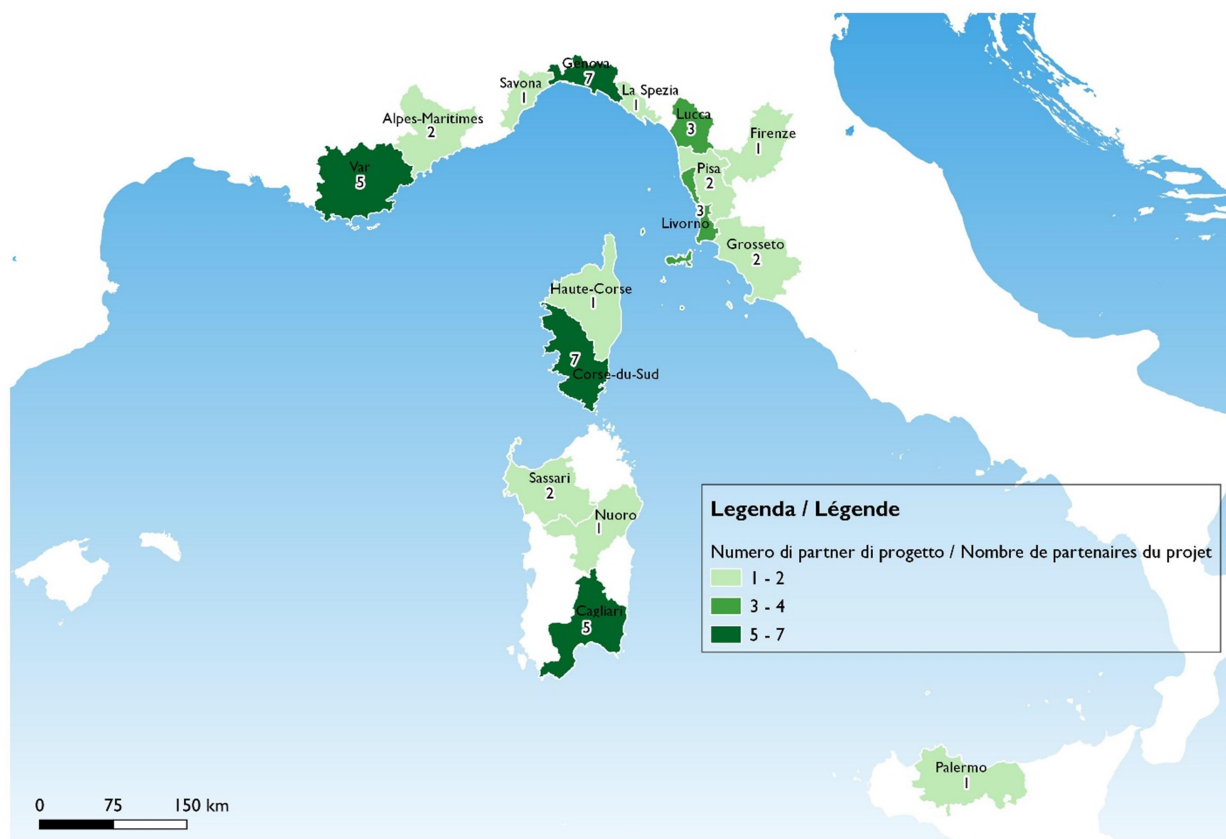 Genova
7
Savona
1
La Spezia
1
Alpes-Maritimes
2
Lucca
3
Firenze
1
Var
5
Pisa
2
3
Livorno
Grosseto
2
Haute-Corse
1
7
Corse-du-Sud
Sassari
2
Nuoro
1
Cagliari
5
Legenda / Légende
Numero di partner di progetto / Nombre de partenaires du projet
1 - 2
3 - 4
5 - 7
Palermo
1
0 75 150 km